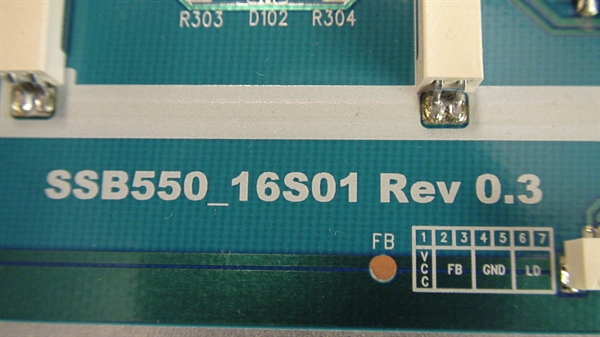 R303 D102 R304
SSB550_16S01 Rev 0.3
FB
1 2 3 4 5 6 7
VCC FB GND LD